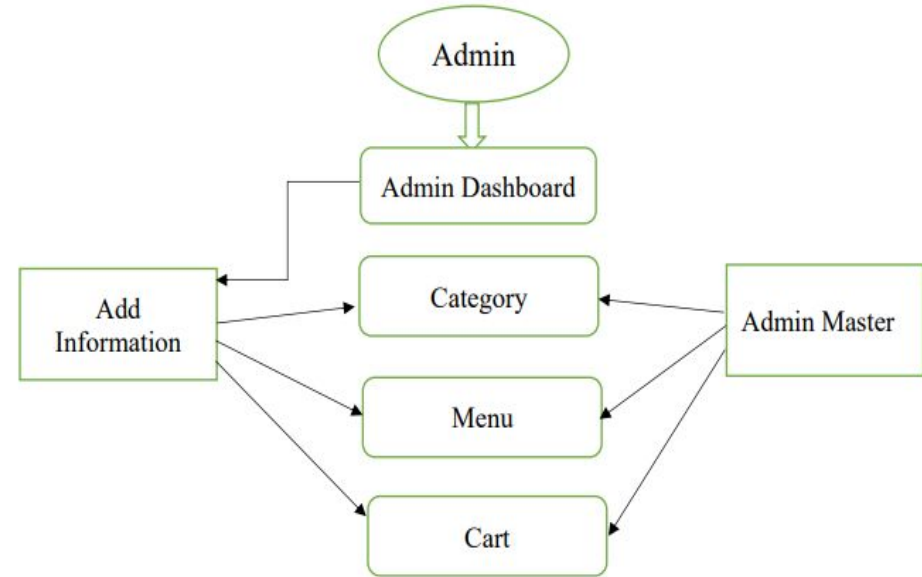 Admin
Admin Dashboard
Category
Add
Information
Admin Master
Menu
Cart